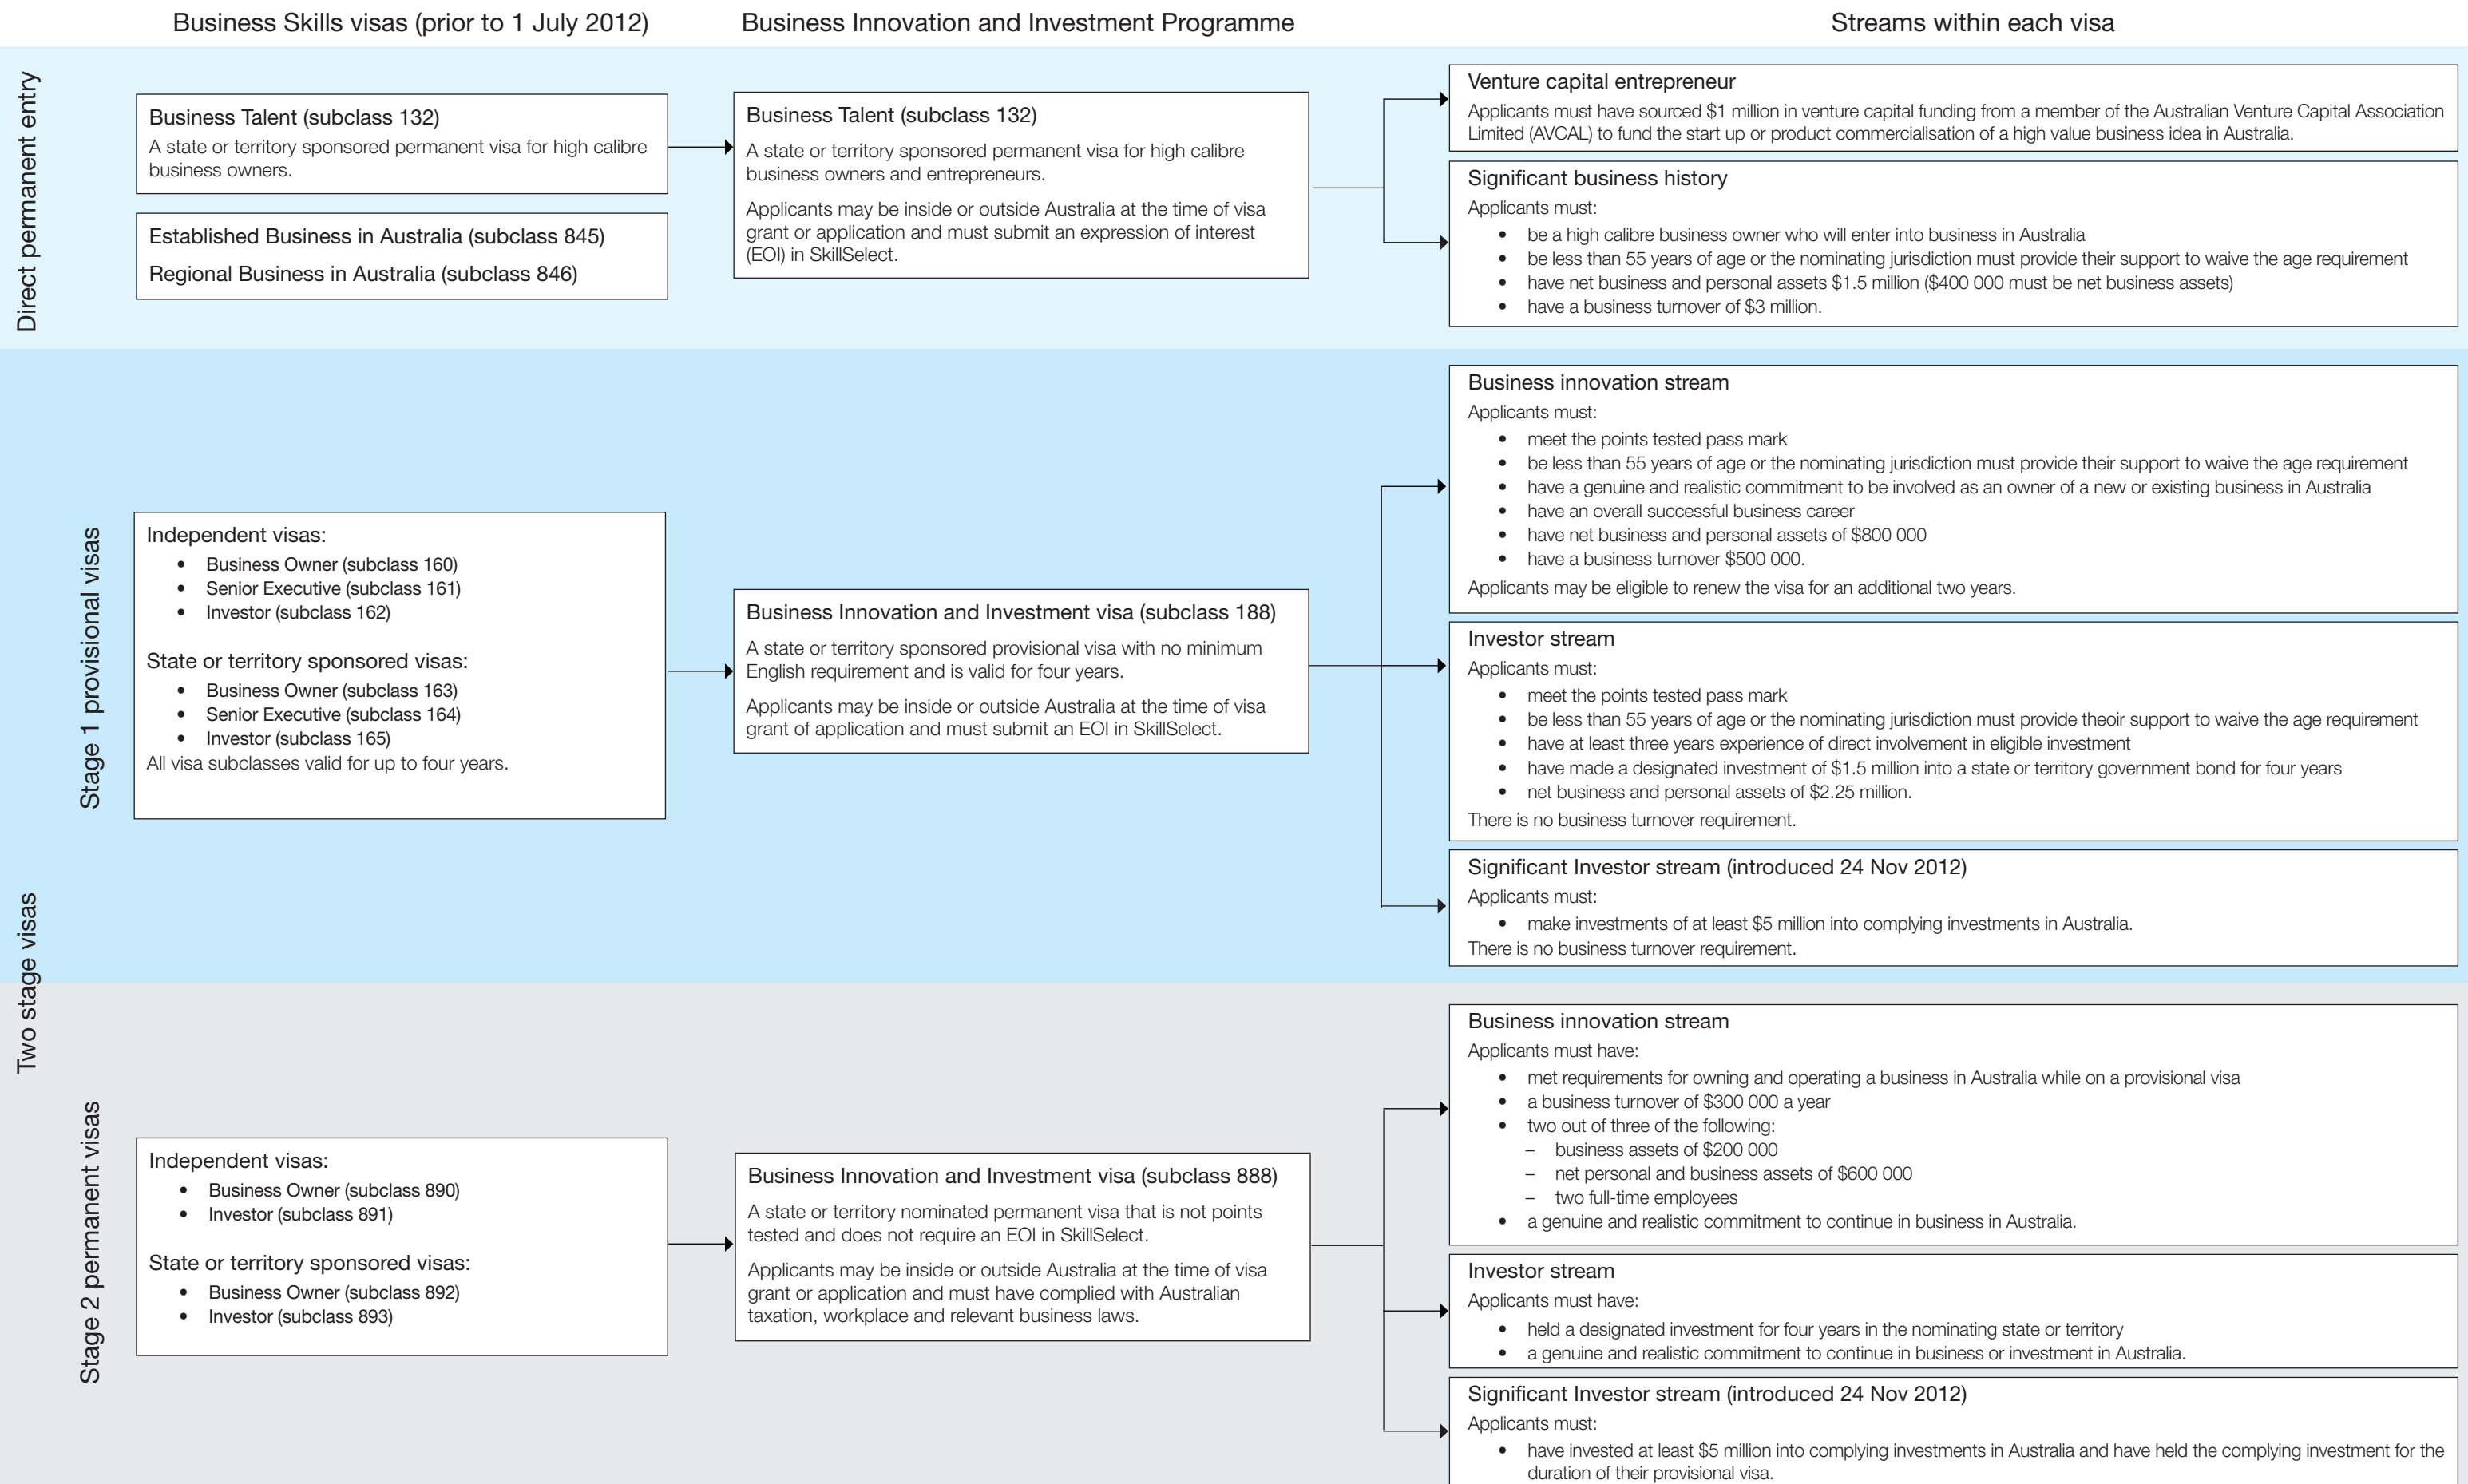 Business Skills visas (prior to 1 July 2012)
Business Innovation and Investment Programme
Streams within each visa
Direct permanent entry
Business Talent (subclass 132)
A state or territory sponsored permanent visa for high calibre
business owners.
Established Business in Australia (subclass 845)
Regional Business in Australia (subclass 846)
Business Talent (subclass 132)
A state or territory sponsored permanent visa for high calibre
business owners and entrepreneurs.
Applicants may be inside or outside Australia at the time of visa
grant or application and must submit an expression of interest
(EOI) in SkillSelect.
Venture capital entrepreneur
Applicants must have sourced $1 million in venture capital funding from a member of the Australian Venture Capital Association
Limited (AVCAL) to fund the start up or product commercialisation of a high value business idea in Australia.
Significant business history
Applicants must:
• be a high calibre business owner who will enter into business in Australia
• be less than 55 years of age or the nominating jurisdiction must provide their support to waive the age requirement
• have net business and personal assets $1.5 million ($400 000 must be net business assets)
• have a business turnover of $3 million.
Two stage visas
Stage 1 provisional visas
Independent visas:
• Business Owner (subclass 160)
• Senior Executive (subclass 161)
• Investor (subclass 162)
State or territory sponsored visas:
• Business Owner (subclass 163)
• Senior Executive (subclass 164)
• Investor (subclass 165)
All visa subclasses valid for up to four years.
Business Innovation and Investment visa (subclass 188)
A state or territory sponsored provisional visa with no minimum
English requirement and is valid for four years.
Applicants may be inside or outside Australia at the time of visa
grant of application and must submit an EOI in SkillSelect.
Business innovation stream
Applicants must:
• meet the points tested pass mark
• be less than 55 years of age or the nominating jurisdiction must provide their support to waive the age requirement
• have a genuine and realistic commitment to be involved as an owner of a new or existing business in Australia
• have an overall successful business career
• have net business and personal assets of $800 000
• have a business turnover $500 000.
Applicants may be eligible to renew the visa for an additional two years.
Investor stream
Applicants must:
• meet the points tested pass mark
• be less than 55 years of age or the nominating jurisdiction must provide theoir support to waive the age requirement
• have at least three years experience of direct involvement in eligible investment
• have made a designated investment of $1.5 million into a state or territory government bond for four years
• net business and personal assets of $2.25 million.
There is no business turnover requirement.
Significant Investor stream (introduced 24 Nov 2012)
Applicants must:
• make investments of at least $5 million into complying investments in Australia.
There is no business turnover requirement.
Stage 2 permanent visas
Independent visas:
• Business Owner (subclass 890)
• Investor (subclass 891)
State or territory sponsored visas:
• Business Owner (subclass 892)
• Investor (subclass 893)
Business Innovation and Investment visa (subclass 888)
A state or territory nominated permanent visa that is not points
tested and does not require an EOI in SkillSelect.
Applicants may be inside or outside Australia at the time of visa
grant or application and must have complied with Australian
taxation, workplace and relevant business laws.
Business innovation stream
Applicants must have:
• met requirements for owning and operating a business in Australia while on a provisional visa
• a business turnover of $300 000 a year
• two out of three of the following:
– business assets of $200 000
– net personal and business assets of $600 000
– two full-time employees
• a genuine and realistic commitment to continue in business in Australia.
Investor stream
Applicants must have:
• held a designated investment for four years in the nominating state or territory
• a genuine and realistic commitment to continue in business or investment in Australia.
Significant Investor stream (introduced 24 Nov 2012)
Applicants must:
• have invested at least $5 million into complying investments in Australia and have held the complying investment for the
duration of their provisional visa.